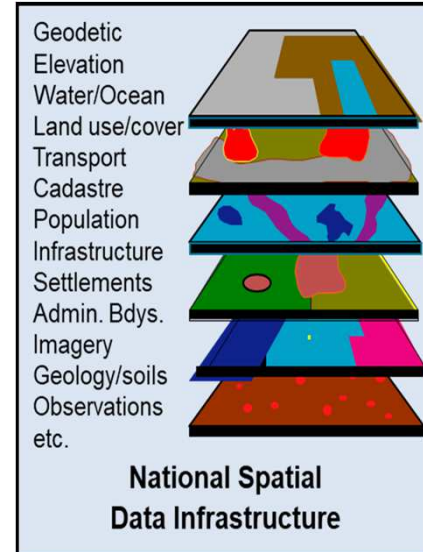 Geodetic
Elevation
Water/Ocean
Land use/cover
Transport
Cadastre
Population
Infrastructure
Settlements
Admin. Bdys.
Imagery
Geology/soils
Observations
etc.
National Spatial
Data Infrastructure